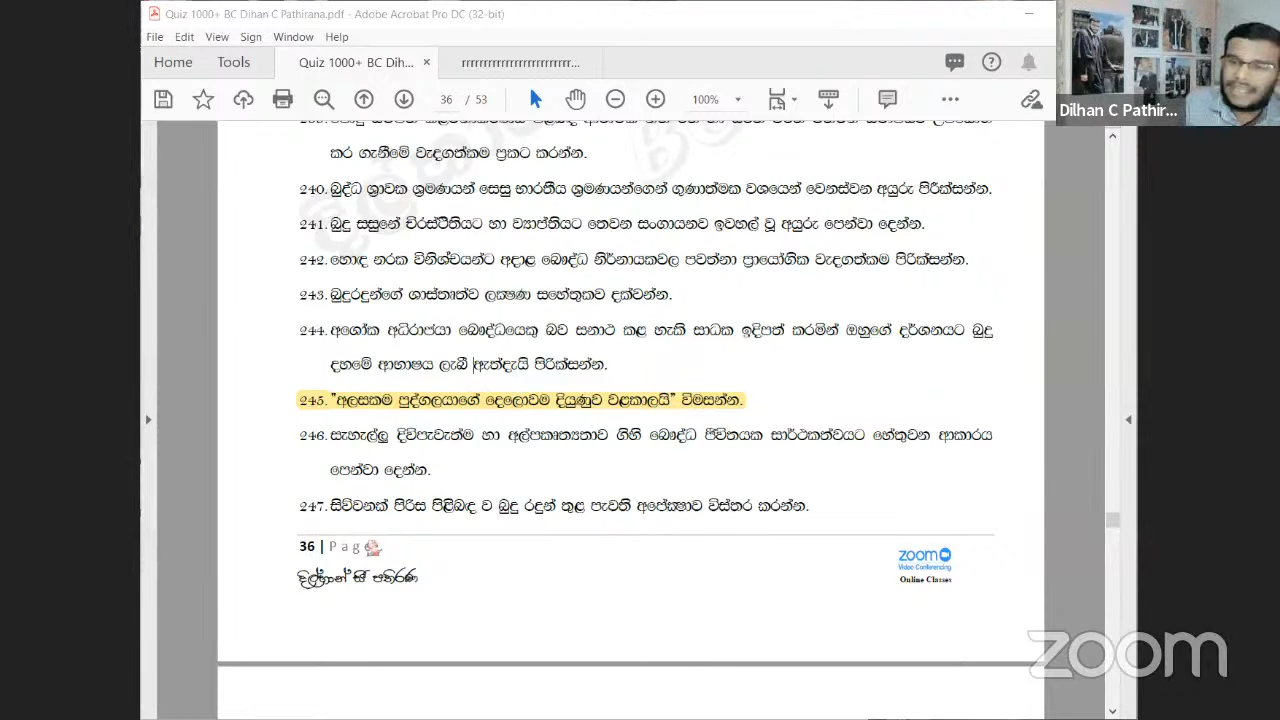 Quiz 1000+ BC Dihan C Pathirana.pdf - Adobe Acrobat Pro DC (32-bit)
File Edit View Sign Window Help
Home Tools Quiz 1000+ BC Dih... × rrrrrrrrrrrrrrrrrrrrrrrr...
36 / 53 100%
Dilhan C Pathir...
කර ගැනීමේ වැදගත්කම ප්‍රකට කරන්න.
240. බුද්ධ ශ්‍රාවක ශ්‍රමණයන් සෙසු භාරතීය ශ්‍රමණයන්ගෙන් ගුණාත්මක වශයෙන් වෙනස්වන අයුරු පිරීක්සන්න.
241. බුදු සසුනේ චිරස්ථිතියට හා ව්‍යාප්තියට තෙවන සංගායනව ඉවහල් වූ අයුරු පෙන්වා දෙන්න.
242. හොඳ නරක විනිශ්චයන්ට අදාළ බෞද්ධ නිර්නායකවල පවත්නා ප්‍රායෝගික වැදගත්කම පිරික්සන්න.
243. බුදුරදුන්ගේ ශාස්තෘත්ව ලක්‍ෂණ සහේතුකව දක්වන්න.
244. අශෝක අධිරාජයා බෞද්ධයෙකු බව සනාථ කළ හැකි සාධක ඉදිපත් කරමින් ඔහුගේ දර්ශනයට බුදු
දහමේ ආභාෂය ලැබී ඇත්දැයි පිරික්සන්න.
245. "අලසකම පුද්ගලයාගේ දෙලොවම දියුණුව වළකාලයි" විමසන්න.
246. සැහැල්ලු දිවිපැවැත්ම හා අල්පකෘත්‍යතාව ගිහි බෞද්ධ ජීවිතයක සාර්ථකත්වයට හේතුවන ආකාරය
පෙන්වා දෙන්න.
247. සිව්වනක් පිරිස පිළිබඳ ව බුදු රදුන් තුළ පැවති අපේක්‍ෂාව විස්තර කරන්න.
36 | P a g e
zoom
Video Conferencing
Online Classes
දිල්හාන් සී පතිරණ
zoom